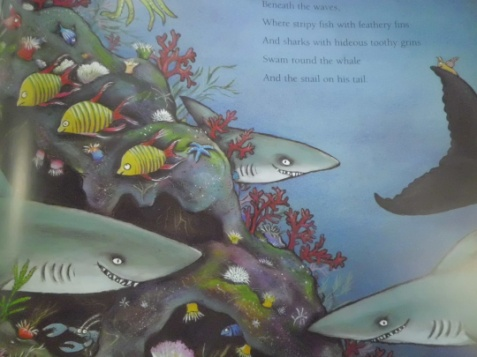 Beneath the waves,
Where stripy fish with feathery fins
And sharks with hideous toothy grins
Swam round the whale
And the snail on his tail.